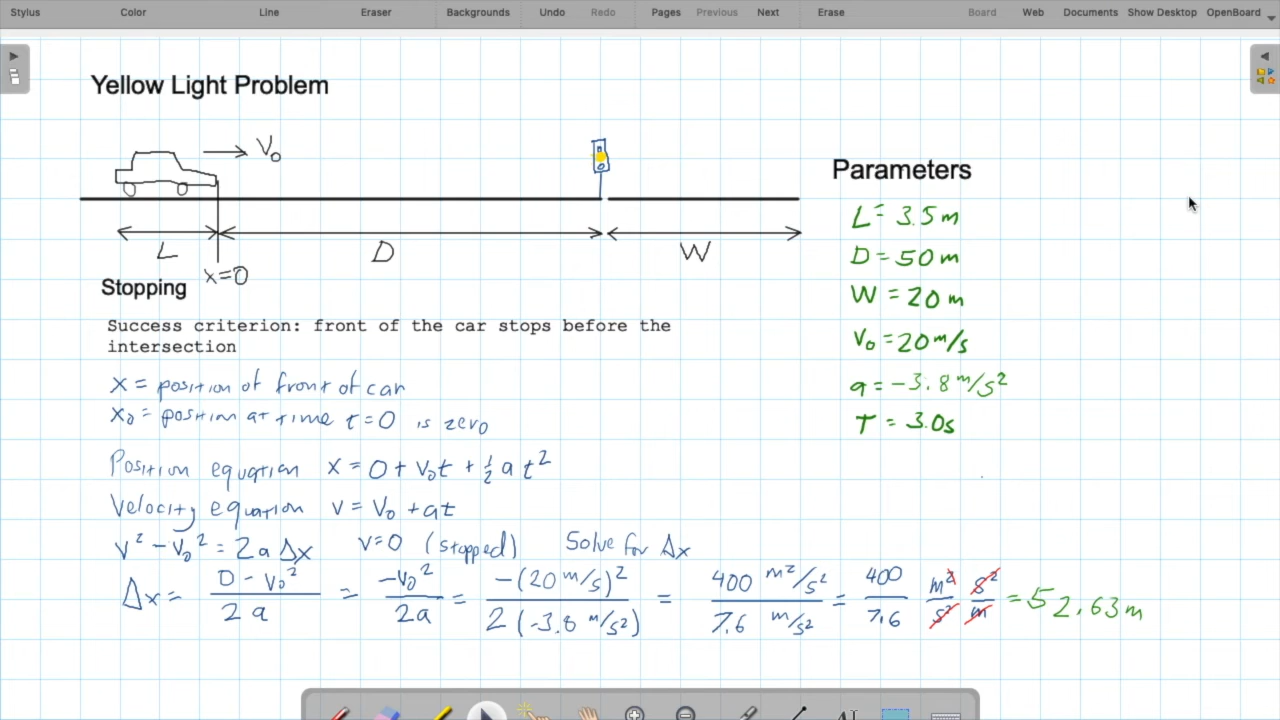 Stylus Color Line Eraser Backgrounds Undo Redo Pages Previous Next Erase Board Web Documents Show Desktop OpenBoard
Yellow Light Problem
V₀
Parameters
L = 3.5 m
L D W
D = 50 m
x=0
Stopping
W = 20 m
Success criterion: front of the car stops before the
intersection
V₀ = 20 m/s
x = position of front of car
a = -3.8 m/s²
x₀ = position at time t=0 is zero
T = 3.0s
Position equation x = 0 + V₀t + ½ a t²
Velocity equation v = V₀ + at
v² - V₀² = 2a Δx v=0 (stopped) Solve for Δx
Δx = (0 - V₀²)/(2a) = -V₀²/(2a) = -(20 m/s)²/(2(-3.8 m/s²)) = (400 m²/s²)/(7.6 m/s²) = 400/7.6 m²/s² s²/m = 52.63 m
AI